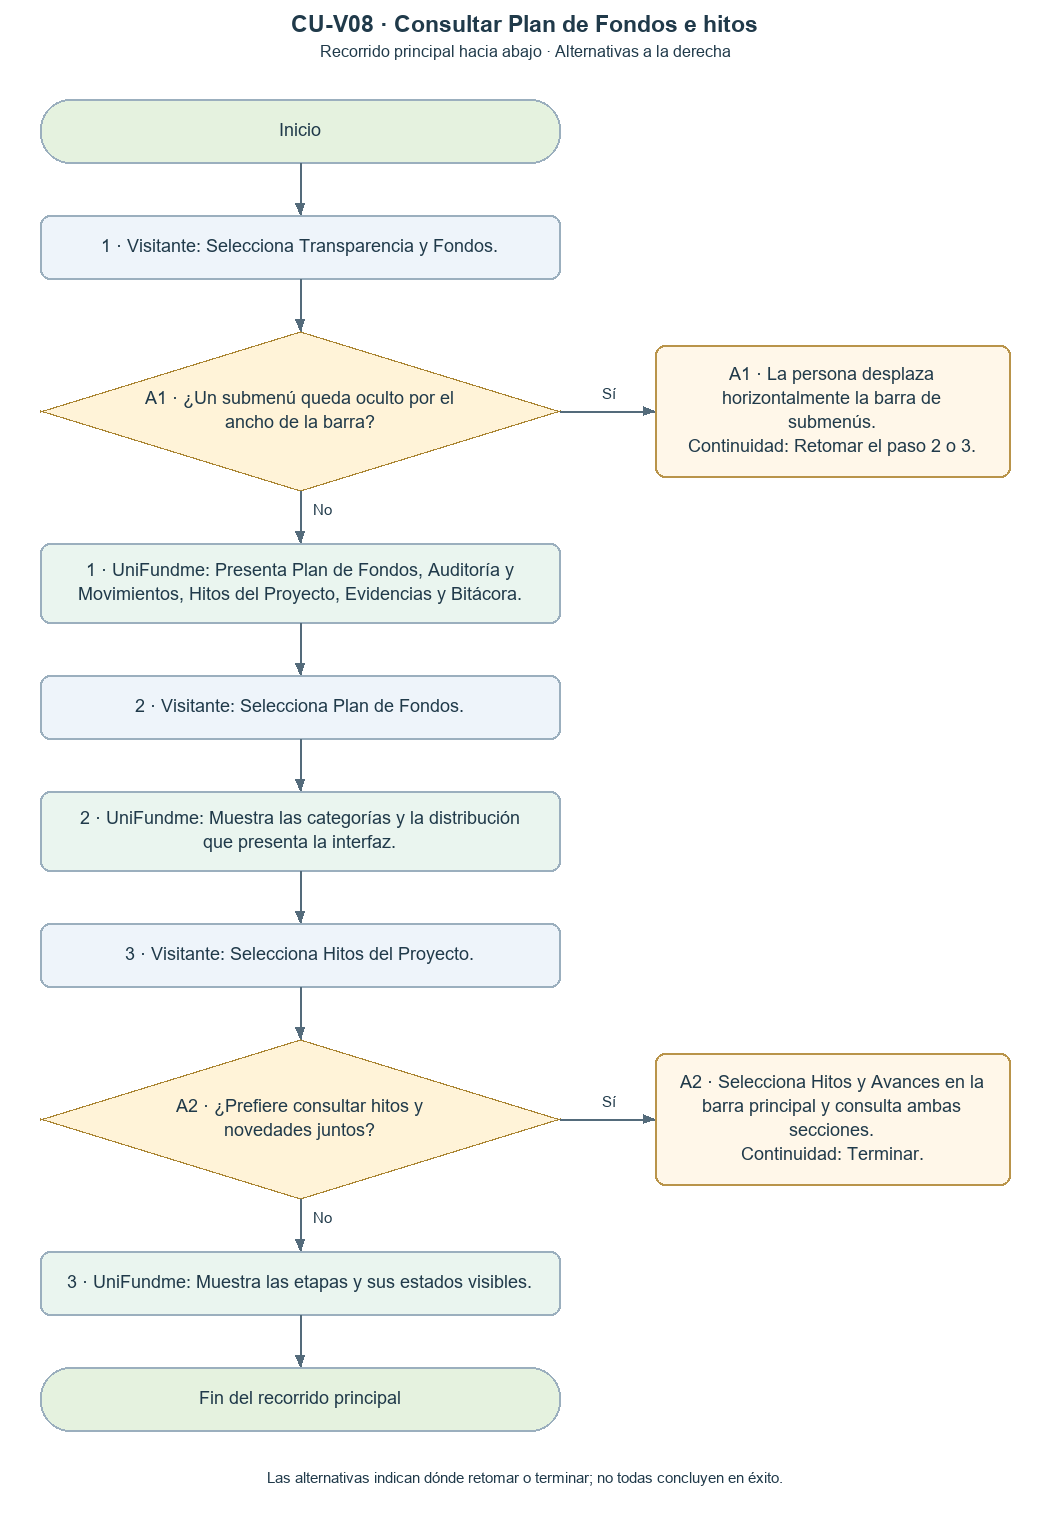 CU-V08 · Consultar Plan de Fondos e hitos
Recorrido principal hacia abajo · Alternativas a la derecha
Inicio
1 · Visitante: Selecciona Transparencia y Fondos.
A1 · ¿Un submenú queda oculto por el
ancho de la barra?
Sí
A1 · La persona desplaza
horizontalmente la barra de
submenús.
Continuidad: Retomar el paso 2 o 3.
No
1 · UniFundme: Presenta Plan de Fondos, Auditoría y
Movimientos, Hitos del Proyecto, Evidencias y Bitácora.
2 · Visitante: Selecciona Plan de Fondos.
2 · UniFundme: Muestra las categorías y la distribución
que presenta la interfaz.
3 · Visitante: Selecciona Hitos del Proyecto.
A2 · ¿Prefiere consultar hitos y
novedades juntos?
Sí
A2 · Selecciona Hitos y Avances en la
barra principal y consulta ambas
secciones.
Continuidad: Terminar.
No
3 · UniFundme: Muestra las etapas y sus estados visibles.
Fin del recorrido principal
Las alternativas indican dónde retomar o terminar; no todas concluyen en éxito.